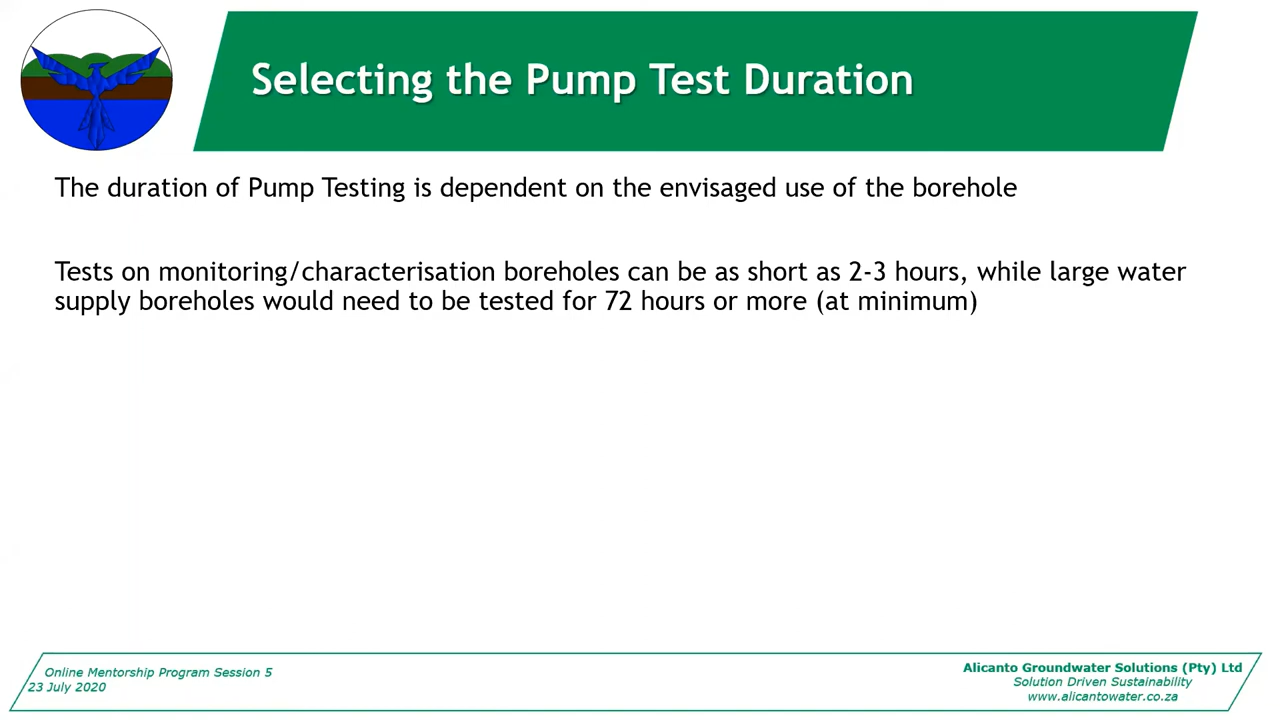 Selecting the Pump Test Duration
The duration of Pump Testing is dependent on the envisaged use of the borehole
Tests on monitoring/characterisation boreholes can be as short as 2-3 hours, while large water
supply boreholes would need to be tested for 72 hours or more (at minimum)
Online Mentorship Program Session 5
23 July 2020
Alicanto Groundwater Solutions (Pty) Ltd
Solution Driven Sustainability
www.alicantowater.co.za